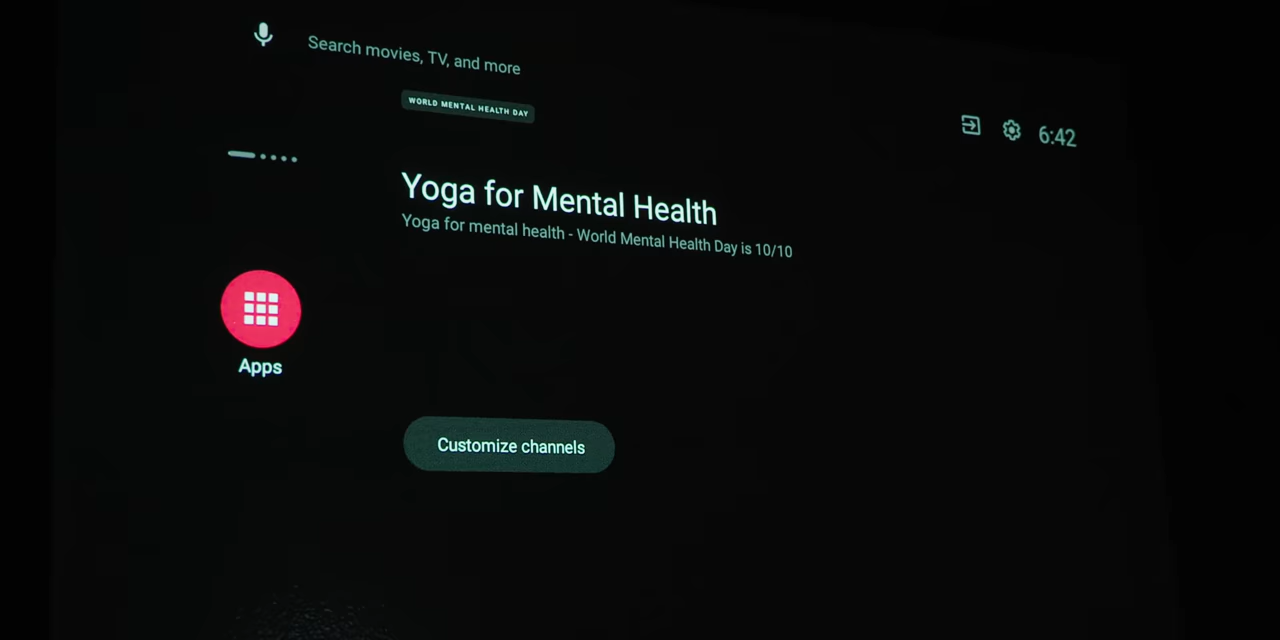 Search movies, TV, and more
WORLD MENTAL HEALTH DAY
6:42
Yoga for Mental Health
Yoga for mental health - World Mental Health Day is 10/10
Apps
Customize channels